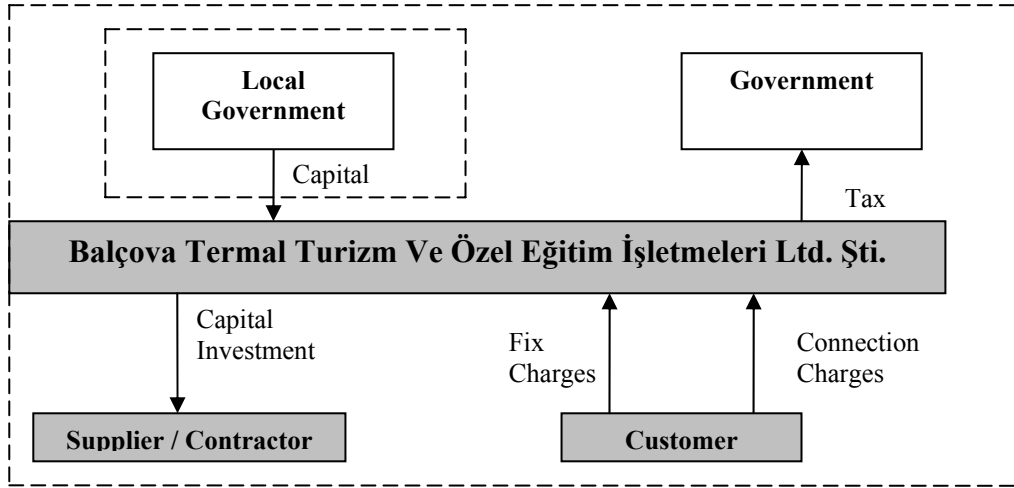 Local
Government
Government
Capital
Tax
Balçova Termal Turizm Ve Özel Eğitim İşletmeleri Ltd. Şti.
Capital
Investment
Fix
Charges
Connection
Charges
Supplier / Contractor
Customer